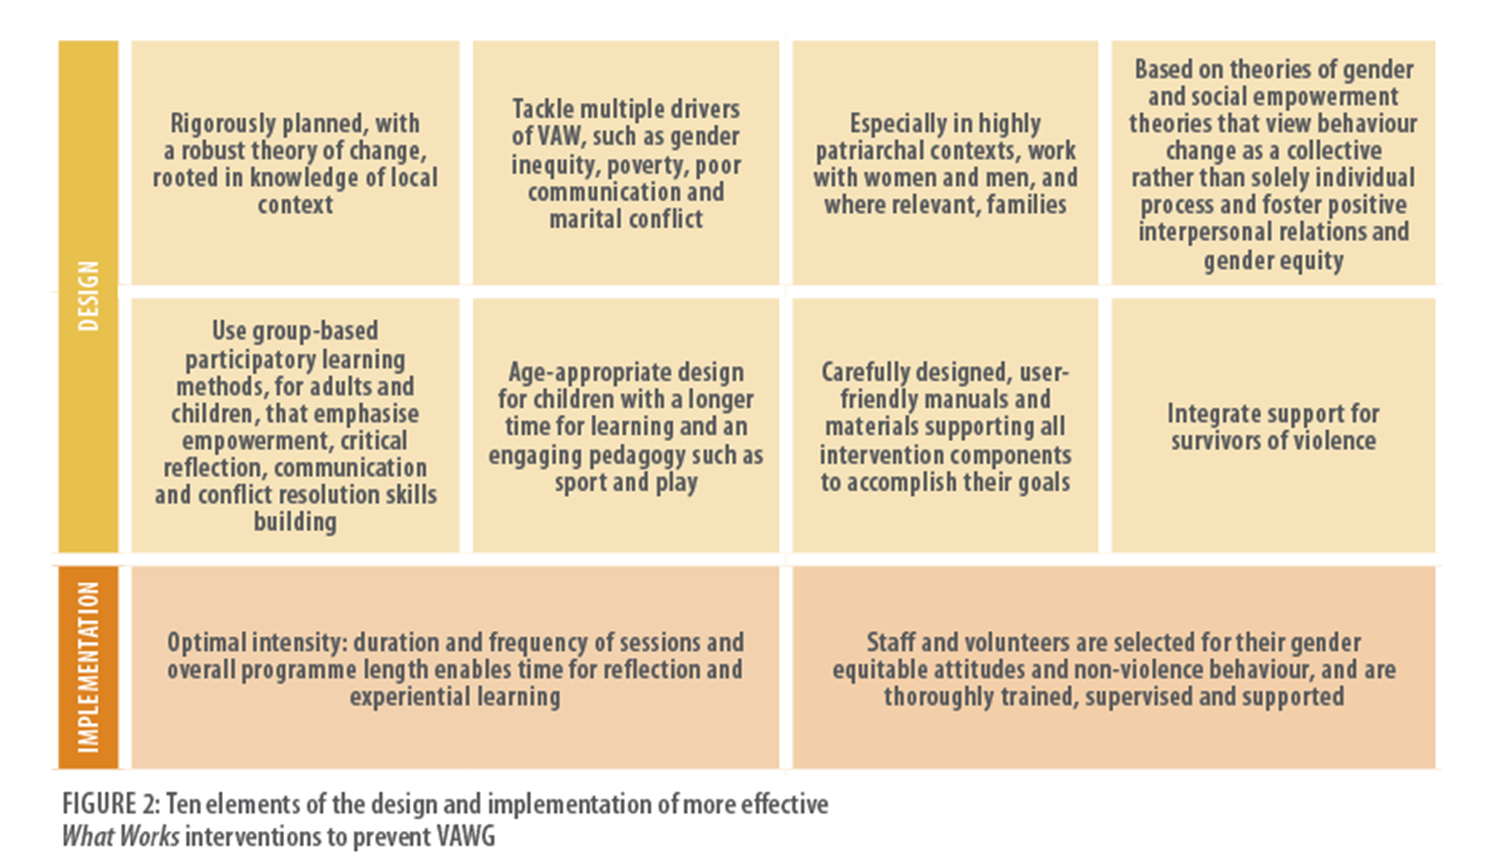 DESIGN
Rigorously planned, with
a robust theory of change,
rooted in knowledge of local
context
Tackle multiple drivers
of VAW, such as gender
inequity, poverty, poor
communication and
marital conflict
Especially in highly
patriarchal contexts, work
with women and men, and
where relevant, families
Based on theories of gender
and social empowerment
theories that view behaviour
change as a collective
rather than solely individual
process and foster positive
interpersonal relations and
gender equity
Use group-based
participatory learning
methods, for adults and
children, that emphasise
empowerment, critical
reflection, communication
and conflict resolution skills
building
Age-appropriate design
for children with a longer
time for learning and an
engaging pedagogy such as
sport and play
Carefully designed, user-
friendly manuals and
materials supporting all
intervention components
to accomplish their goals
Integrate support for
survivors of violence
IMPLEMENTATION
Optimal intensity: duration and frequency of sessions and
overall programme length enables time for reflection and
experiential learning
Staff and volunteers are selected for their gender
equitable attitudes and non-violence behaviour, and are
thoroughly trained, supervised and supported
FIGURE 2: Ten elements of the design and implementation of more effective
What Works interventions to prevent VAWG